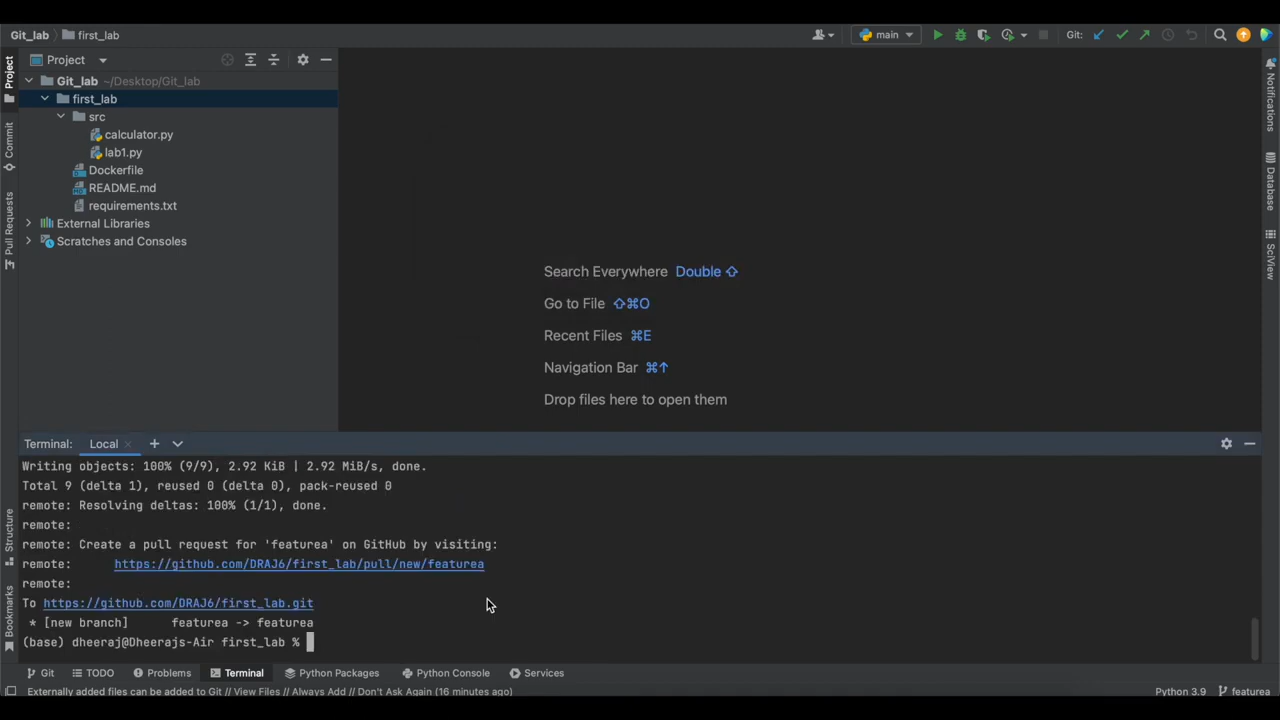 Git_lab first_lab main Git:
Project
Git_lab ~/Desktop/Git_lab
first_lab
src
calculator.py
lab1.py
Dockerfile
README.md
requirements.txt
External Libraries
Scratches and Consoles
Project
Commit
Pull Requests
Structure
Bookmarks
Search Everywhere Double ⇧
Go to File ⇧⌘O
Recent Files ⌘E
Navigation Bar ⌘↑
Drop files here to open them
Notifications
Database
SciView
Terminal: Local
Writing objects: 100% (9/9), 2.92 KiB | 2.92 MiB/s, done.
Total 9 (delta 1), reused 0 (delta 0), pack-reused 0
remote: Resolving deltas: 100% (1/1), done.
remote:
remote: Create a pull request for 'featurea' on GitHub by visiting:
remote: https://github.com/DRAJ6/first_lab/pull/new/featurea
remote:
To https://github.com/DRAJ6/first_lab.git
* [new branch] featurea -> featurea
(base) dheeraj@Dheerajs-Air first_lab %
Git TODO Problems Terminal Python Packages Python Console Services
Externally added files can be added to Git // View Files // Always Add // Don't Ask Again (16 minutes ago) Python 3.9 featurea